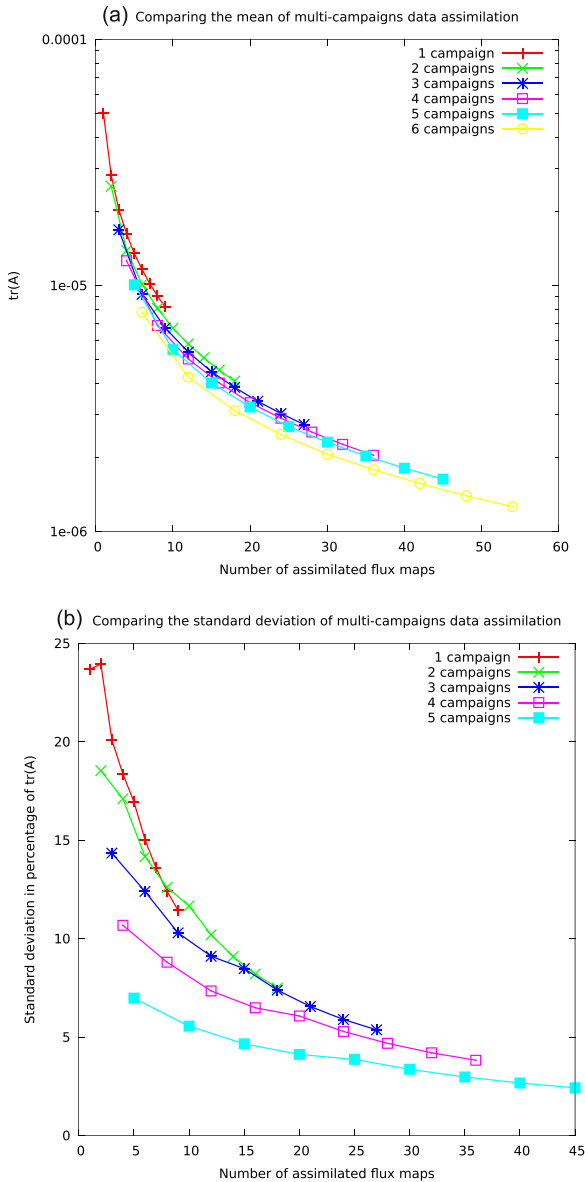 (a) Comparing the mean of multi-campaigns data assimilation
0.0001
1 campaign
2 campaigns
3 campaigns
4 campaigns
5 campaigns
6 campaigns
tr(A)
1e-05
1e-06
0 10 20 30 40 50 60
Number of assimilated flux maps
(b) Comparing the standard deviation of multi-campaigns data assimilation
25
1 campaign
2 campaigns
3 campaigns
4 campaigns
5 campaigns
20
15
Standard deviation in percentage of tr(A)
10
5
0
0 5 10 15 20 25 30 35 40 45
Number of assimilated flux maps